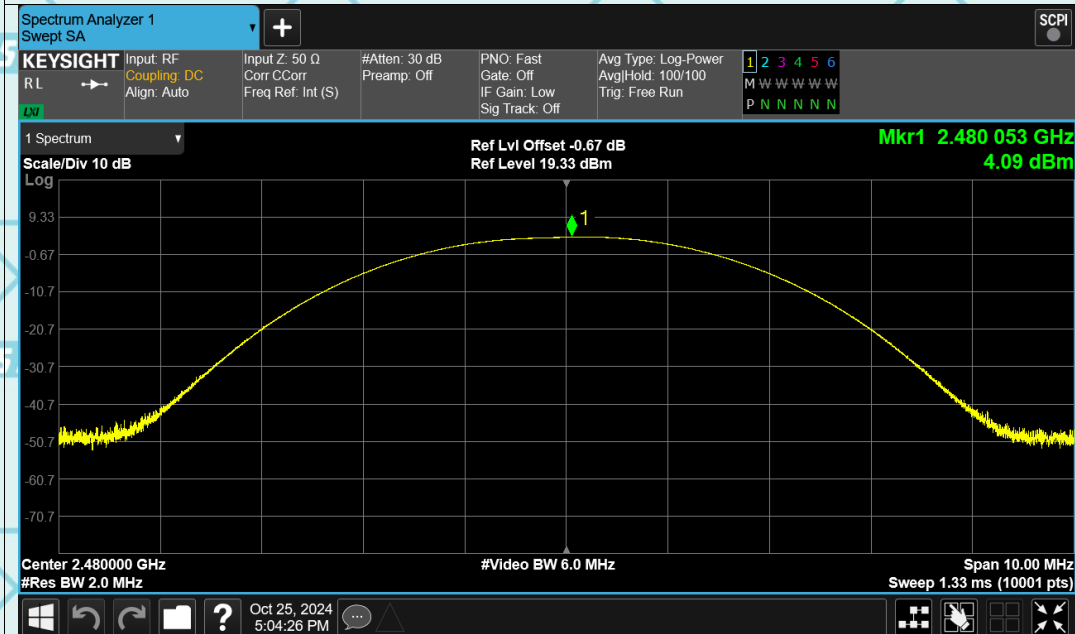 Spectrum Analyzer 1
Swept SA
+
SCPI
KEYSIGHT
R L
LXI
Input: RF
Coupling: DC
Align: Auto
Input Z: 50 Ω
Corr CCorr
Freq Ref: Int (S)
#Atten: 30 dB
Preamp: Off
PNO: Fast
Gate: Off
IF Gain: Low
Sig Track: Off
Avg Type: Log-Power
Avg|Hold: 100/100
Trig: Free Run
1 2 3 4 5 6
M W W W W W
P N N N N N
1 Spectrum
Scale/Div 10 dB
Log
Ref Lvl Offset -0.67 dB
Ref Level 19.33 dBm
Mkr1 2.480 053 GHz
4.09 dBm
1
9.33
-0.67
-10.7
-20.7
-30.7
-40.7
-50.7
-60.7
-70.7
Center 2.480000 GHz
#Res BW 2.0 MHz
#Video BW 6.0 MHz
Span 10.00 MHz
Sweep 1.33 ms (10001 pts)
?
Oct 25, 2024
5:04:26 PM